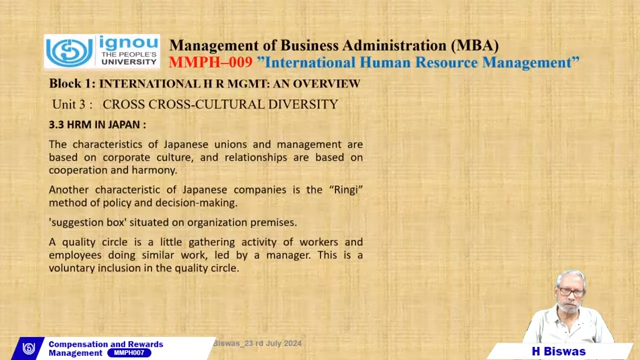 ignou
THE PEOPLE'S
UNIVERSITY
Management of Business Administration (MBA)
MMPH–009 ”International Human Resource Management”
Block 1: INTERNATIONAL H R MGMT: AN OVERVIEW
Unit 3 : CROSS CROSS-CULTURAL DIVERSITY
3.3 HRM IN JAPAN :
The characteristics of Japanese unions and management are
based on corporate culture, and relationships are based on
cooperation and harmony.
Another characteristic of Japanese companies is the “Ringi”
method of policy and decision-making.
'suggestion box' situated on organization premises.
A quality circle is a little gathering activity of workers and
employees doing similar work, led by a manager. This is a
voluntary inclusion in the quality circle.
Compensation and Rewards
Management MMPH007
Biswas_23 rd July 2024
H Biswas